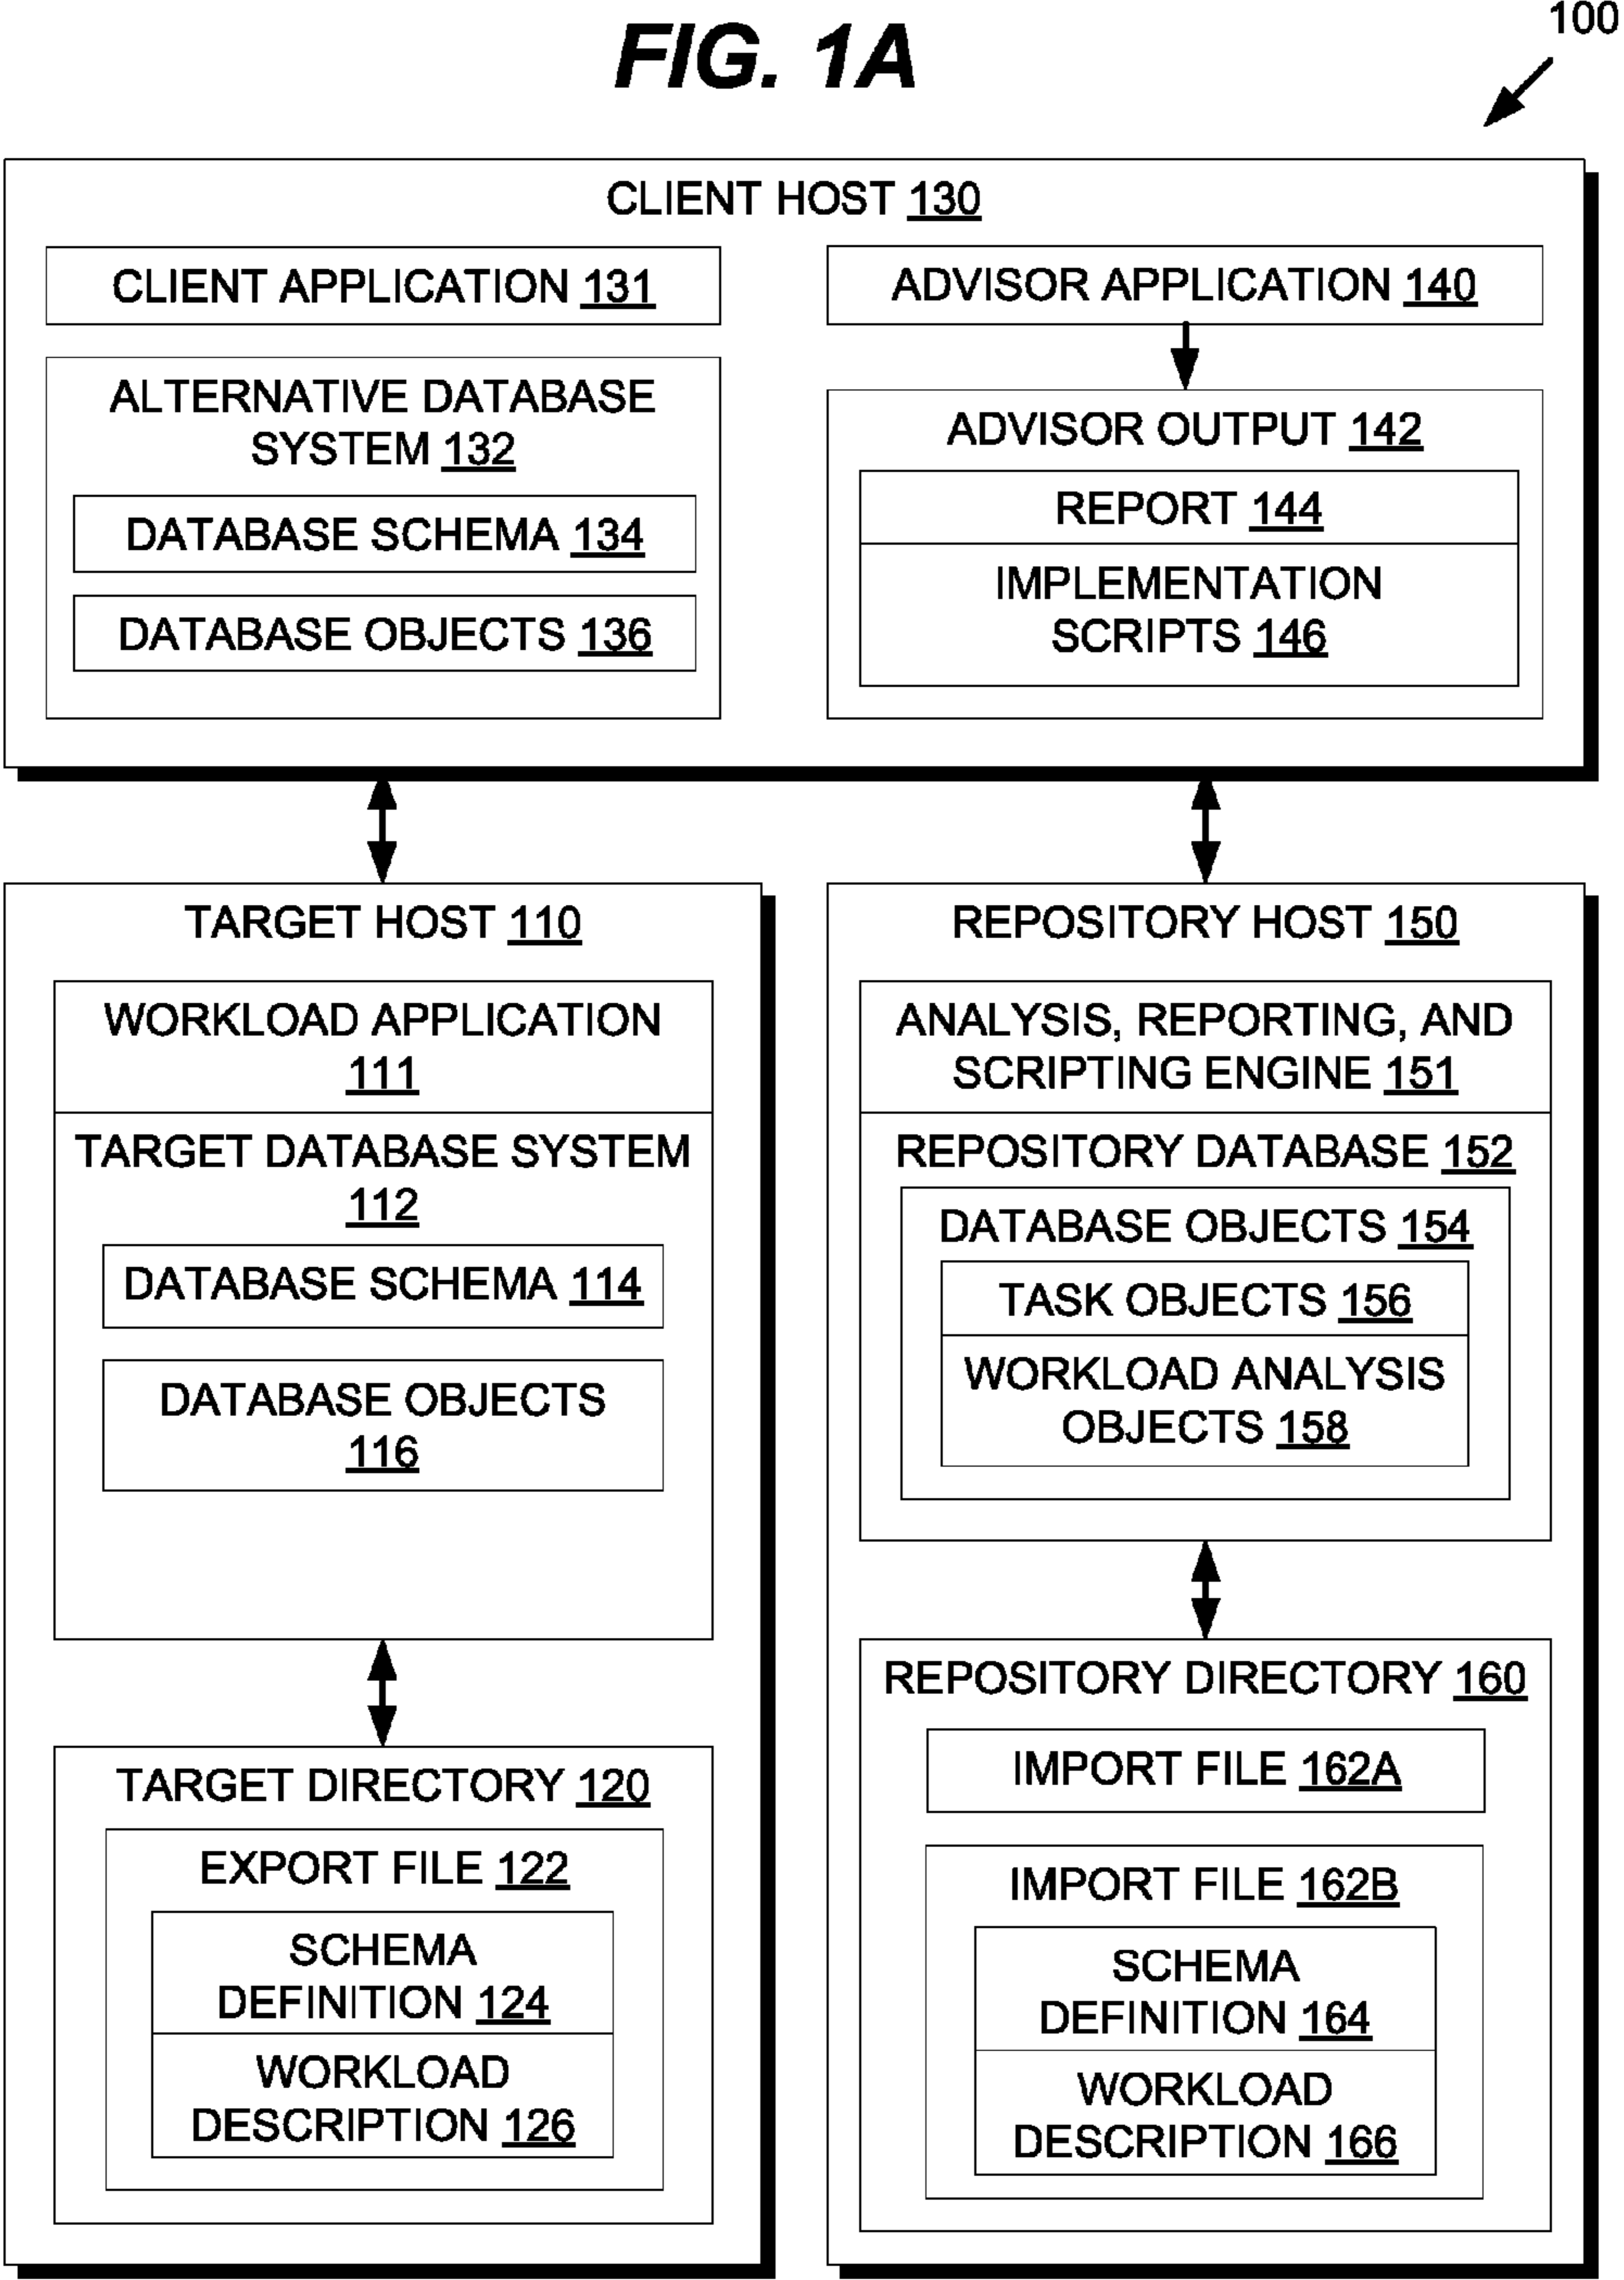 FIG. 1A
100
CLIENT HOST 130
CLIENT APPLICATION 131
ALTERNATIVE DATABASE
SYSTEM 132
DATABASE SCHEMA 134
DATABASE OBJECTS 136
ADVISOR APPLICATION 140
ADVISOR OUTPUT 142
REPORT 144
IMPLEMENTATION
SCRIPTS 146
TARGET HOST 110
WORKLOAD APPLICATION
111
TARGET DATABASE SYSTEM
112
DATABASE SCHEMA 114
DATABASE OBJECTS
116
TARGET DIRECTORY 120
EXPORT FILE 122
SCHEMA
DEFINITION 124
WORKLOAD
DESCRIPTION 126
REPOSITORY HOST 150
ANALYSIS, REPORTING, AND
SCRIPTING ENGINE 151
REPOSITORY DATABASE 152
DATABASE OBJECTS 154
TASK OBJECTS 156
WORKLOAD ANALYSIS
OBJECTS 158
REPOSITORY DIRECTORY 160
IMPORT FILE 162A
IMPORT FILE 162B
SCHEMA
DEFINITION 164
WORKLOAD
DESCRIPTION 166